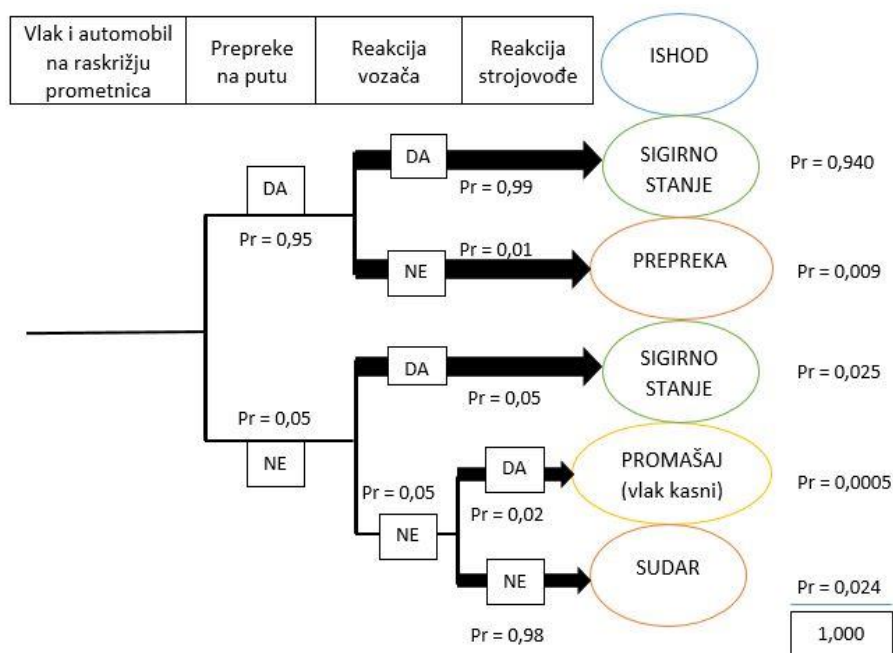 Vlak i automobil
na raskrižju
prometnica
Prepreke
na putu
Reakcija
vozača
Reakcija
strojovođe
ISHOD
DA
Pr = 0,95
DA
Pr = 0,99
SIGIRNO
STANJE
Pr = 0,940
NE
Pr = 0,01
PREPREKA
Pr = 0,009
Pr = 0,05
NE
DA
Pr = 0,05
SIGIRNO
STANJE
Pr = 0,025
Pr = 0,05
NE
DA
Pr = 0,02
PROMAŠAJ
(vlak kasni)
Pr = 0,0005
NE
Pr = 0,98
SUDAR
Pr = 0,024
1,000